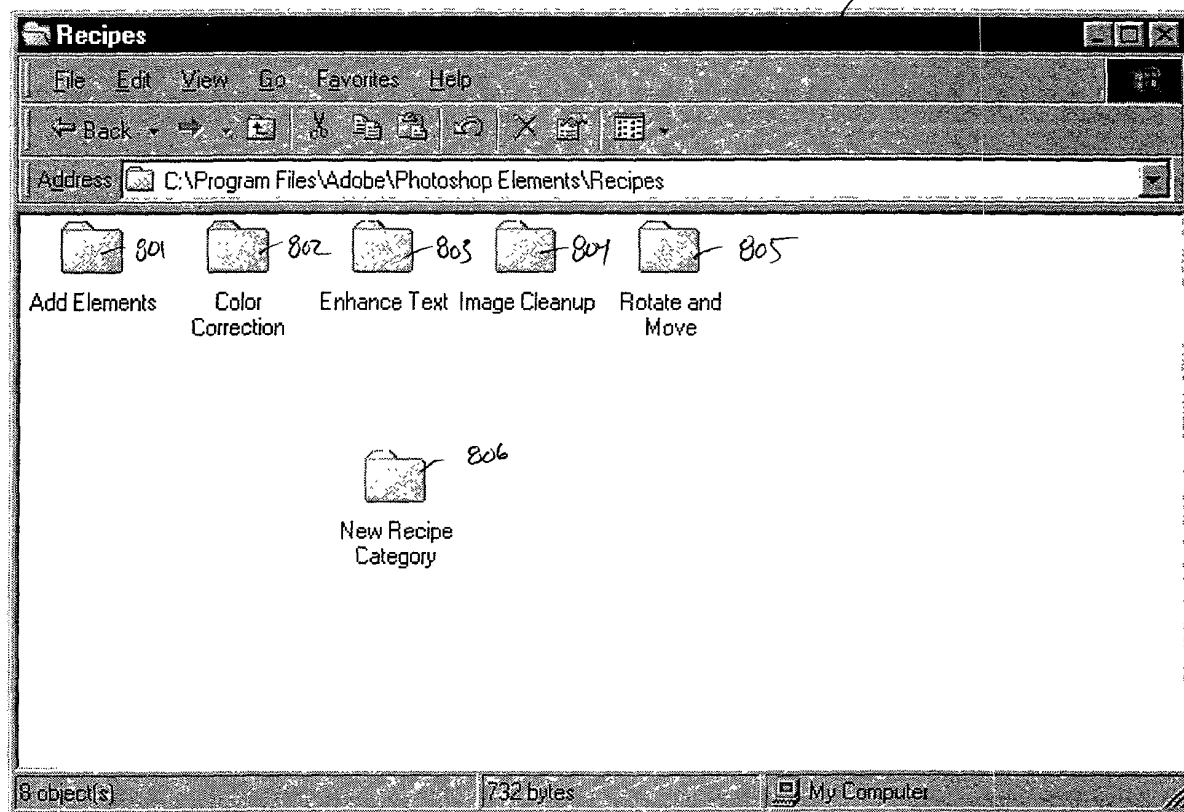 Recipes
File Edit View Go Favorites Help
Back
Address C:\Program Files\Adobe\Photoshop Elements\Recipes
801 802 803 804 805
Add Elements Color Correction Enhance Text Image Cleanup Rotate and Move
806
New Recipe Category
object(s) 732 bytes My Computer